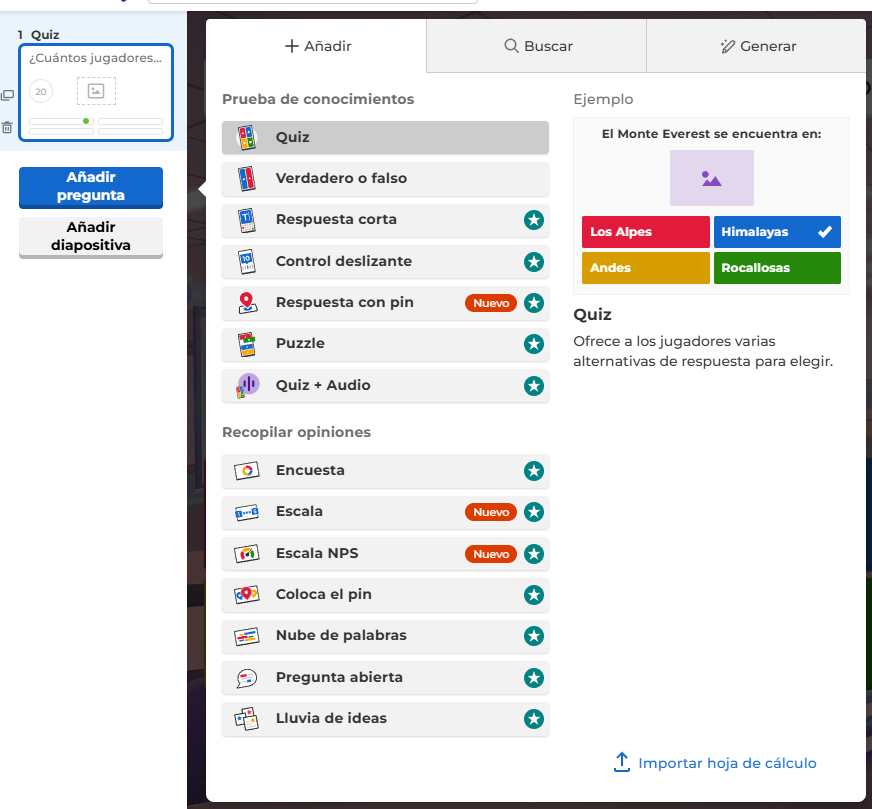 1 Quiz
¿Cuántos jugadores...
20
Añadir
pregunta
Añadir
diapositiva
Añadir
Buscar
Generar
Prueba de conocimientos
Quiz
Verdadero o falso
Respuesta corta
Control deslizante
Respuesta con pin Nuevo
Puzzle
Quiz + Audio
Recopilar opiniones
Encuesta
Escala Nuevo
Escala NPS Nuevo
Coloca el pin
Nube de palabras
Pregunta abierta
Lluvia de ideas
Ejemplo
El Monte Everest se encuentra en:
Los Alpes
Himalayas
Andes
Rocallosas
Quiz
Ofrece a los jugadores varias
alternativas de respuesta para elegir.
Importar hoja de cálculo